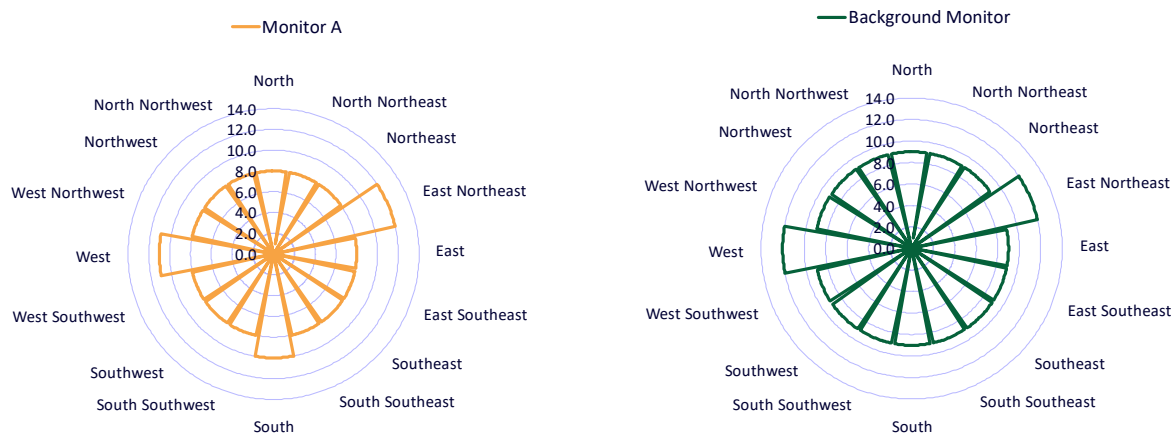 Monitor A
North
North Northwest
North Northeast
14.0
12.0
10.0
8.0
6.0
4.0
2.0
0.0
Northwest
Northeast
West Northwest
East Northeast
West
East
West Southwest
East Southeast
Southwest
Southeast
South Southwest
South Southeast
South
Background Monitor
North
North Northwest
North Northeast
14.0
12.0
10.0
8.0
6.0
4.0
2.0
0.0
Northwest
Northeast
West Northwest
East Northeast
West
East
West Southwest
East Southeast
Southwest
Southeast
South Southwest
South Southeast
South